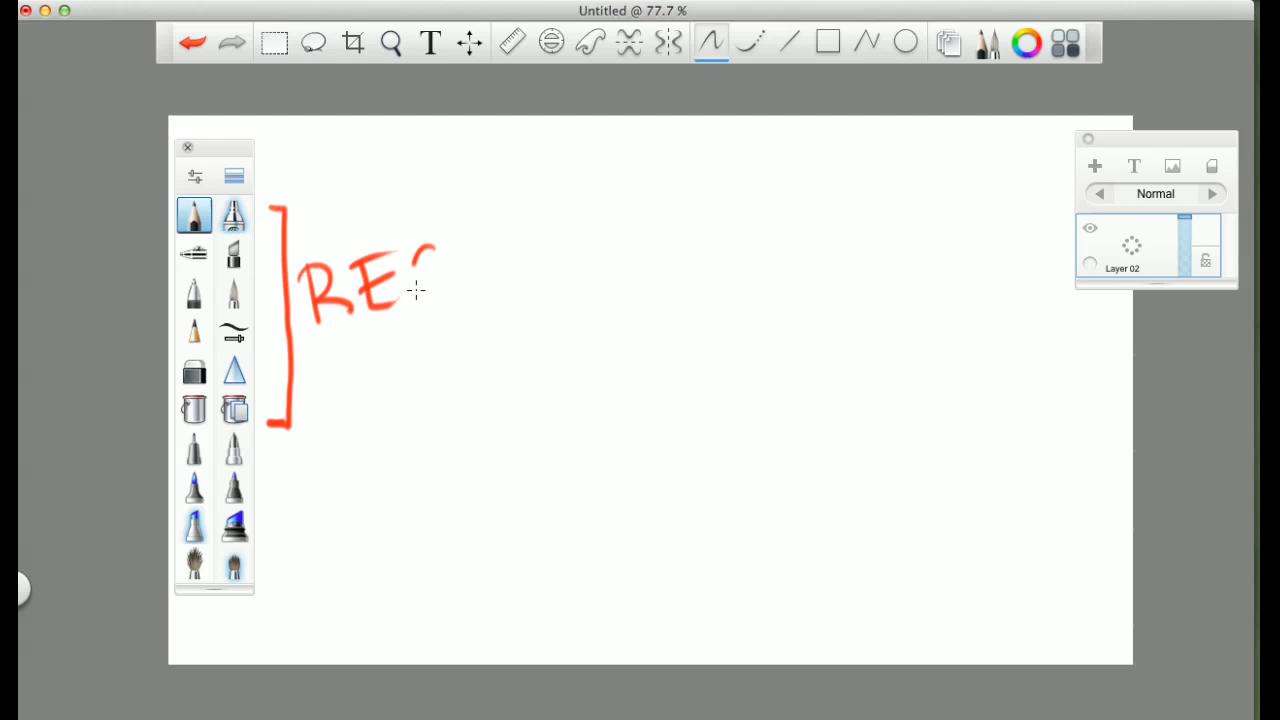 Untitled @ 77.7 %
T
T
Normal
RE
Layer 02